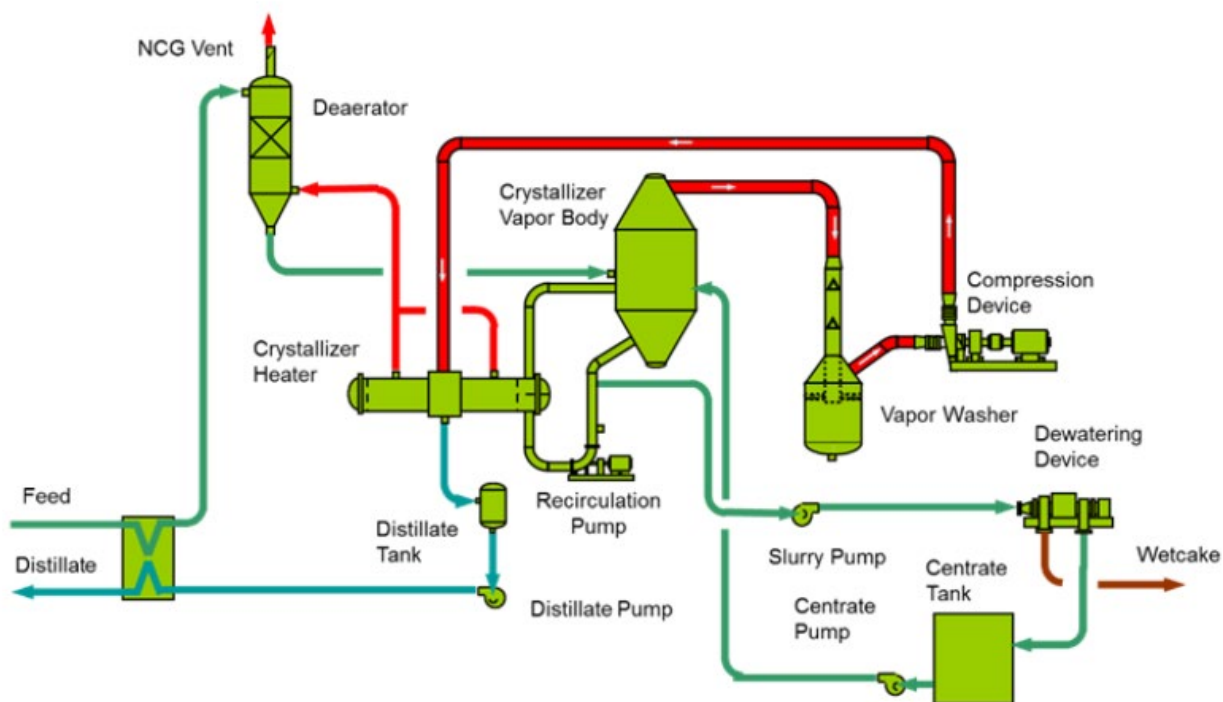 NCG Vent
Deaerator
Crystallizer
Vapor Body
Compression
Device
Crystallizer
Heater
Vapor Washer
Dewatering
Device
Feed
Recirculation
Pump
Distillate
Tank
Slurry Pump
Distillate
Wetcake
Centrate
Tank
Distillate Pump
Centrate
Pump